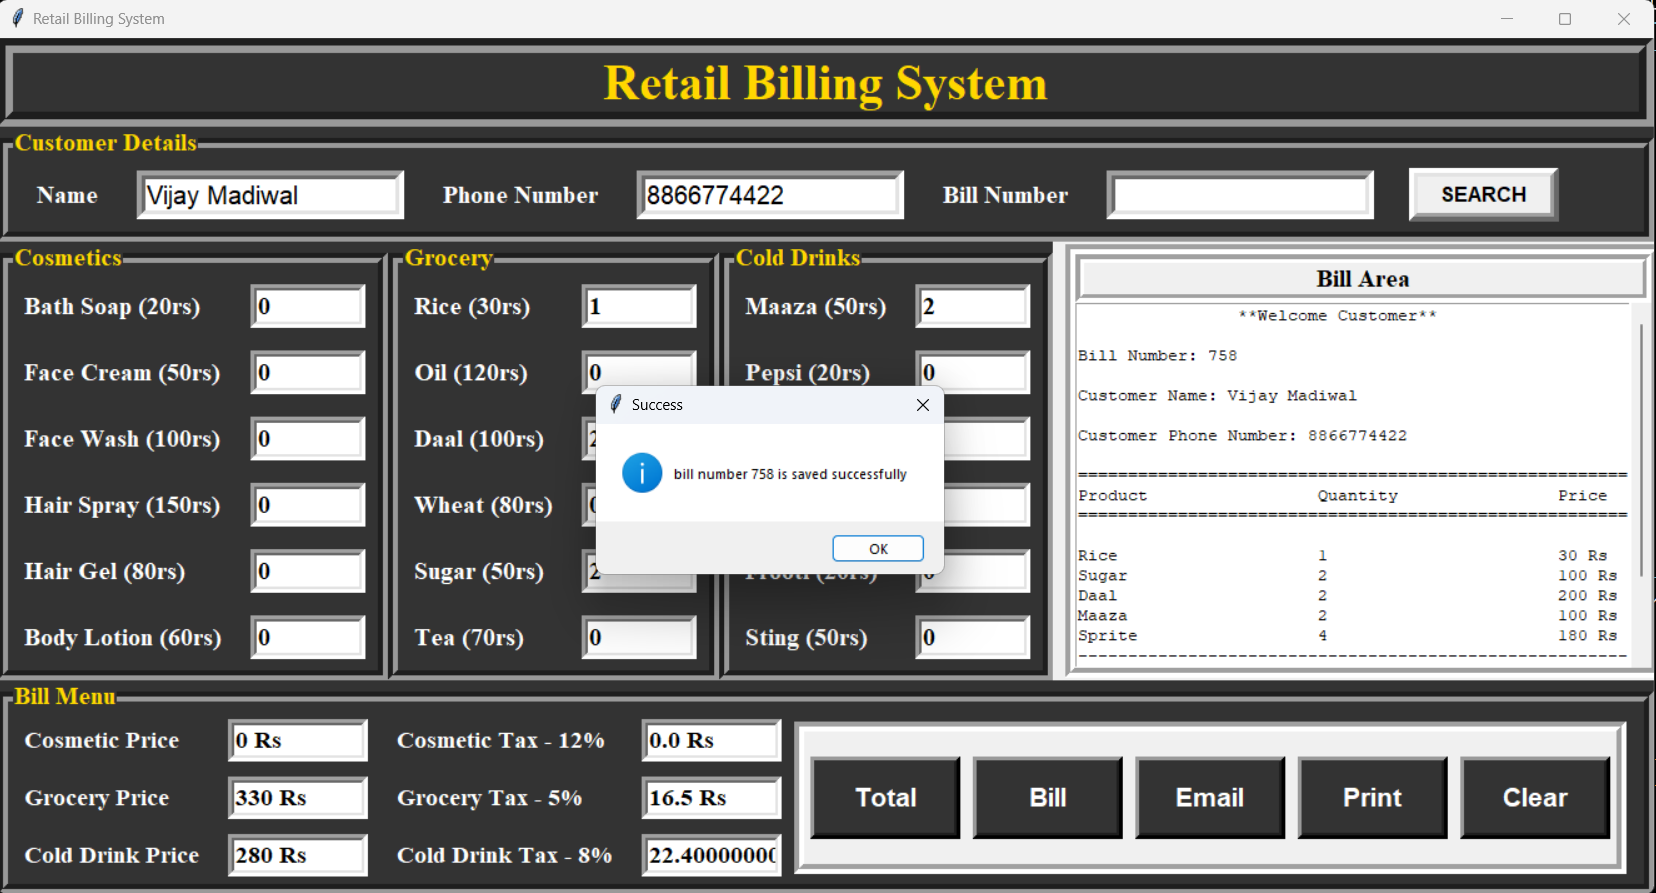 Retail Billing System
Retail Billing System
Customer Details
Name Vijay Madiwal Phone Number 8866774422 Bill Number SEARCH
Cosmetics
Bath Soap (20rs) 0
Face Cream (50rs) 0
Face Wash (100rs) 0
Hair Spray (150rs) 0
Hair Gel (80rs) 0
Body Lotion (60rs) 0
Grocery
Rice (30rs) 1
Oil (120rs) 0
Daal (100rs) 2
Wheat (80rs) 0
Sugar (50rs) 2
Tea (70rs) 0
Cold Drinks
Maaza (50rs) 2
Pepsi (20rs) 0
Frooti (20rs) 0
Sting (50rs) 0
Success
bill number 758 is saved successfully
OK
Bill Area
**Welcome Customer**
Bill Number: 758
Customer Name: Vijay Madiwal
Customer Phone Number: 8866774422
=======================================================
Product Quantity Price
=======================================================
Rice 1 30 Rs
Sugar 2 100 Rs
Daal 2 200 Rs
Maaza 2 100 Rs
Sprite 4 180 Rs
-------------------------------------------------------
Bill Menu
Cosmetic Price 0 Rs Cosmetic Tax - 12% 0.0 Rs
Grocery Price 330 Rs Grocery Tax - 5% 16.5 Rs
Cold Drink Price 280 Rs Cold Drink Tax - 8% 22.40000000
Total Bill Email Print Clear